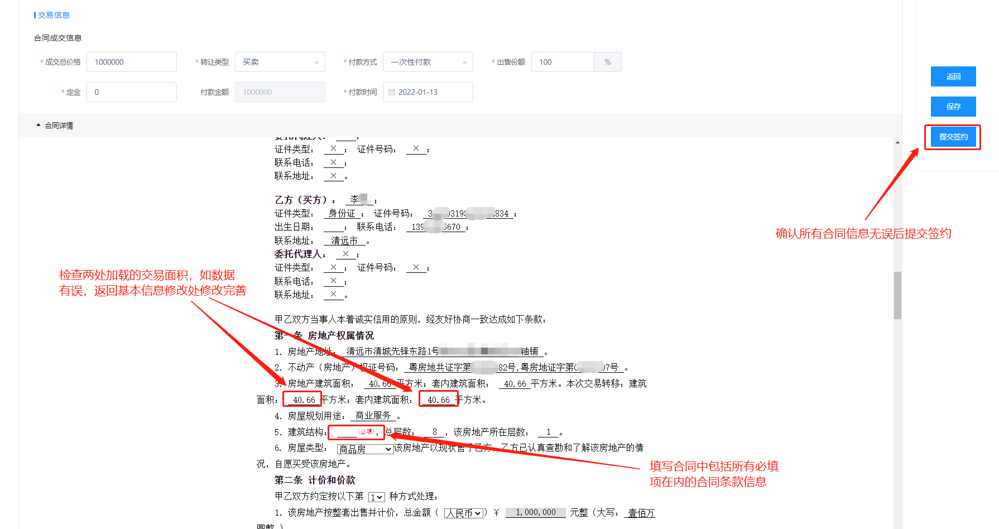 交易信息
合同成交信息
* 成交总价格 1000000 * 转让类型 买卖 * 付款方式 一次性付款 * 出售份额 100 %
* 定金 0 付款金额 1000000 * 付款时间 2022-01-13
返回
保存
提交签约
合同详情
委托代理人: ;
证件类型: × ; 证件号码: × ;
联系电话: × ;
联系地址: × 。
乙方（买方）: 李 ;
证件类型: 身份证 ; 证件号码: 3 0319 834 ;
出生日期: ; 联系电话: 139 5670 ;
联系地址: 清远市 。
委托代理人: × ;
证件类型: × ; 证件号码: × ;
联系电话: × ;
联系地址: × 。
确认所有合同信息无误后提交签约
检查两处加载的交易面积，如数据
有误，返回基本信息修改处修改完善
甲乙双方当事人本着诚实信用的原则，经友好协商一致达成如下条款:
第一条 房地产权属情况
1. 房地产地址: 清远市清城先锋东路1号 铺 。
2. 不动产（房地产）权证号码: 粤房地共证字第 82号,粤房地证字第 07号 。
3. 房地产建筑面积: 40.66 平方米; 套内建筑面积: 40.66 平方米。本次交易转移: 建筑
面积: 40.66 平方米; 套内建筑面积: 40.66 平方米。
4. 房屋规划用途: 商业服务 。
5. 建筑结构: (必填) , 总层数: 8 , 该房地产所在层数: 1 。
6. 房屋类型: 商品房 该房地产以现状售予乙方，乙方已认真查勘和了解该房地产的情
况，自愿买受该房地产。
填写合同中包括所有必填
项在内的合同条款信息
第二条 计价和价款
甲乙双方约定按以下第 1 种方式处理:
1. 该房地产按整套出售并计价，总金额（ 人民币 ）￥ 1,000,000 元整（大写: 壹佰万
圆整 ）